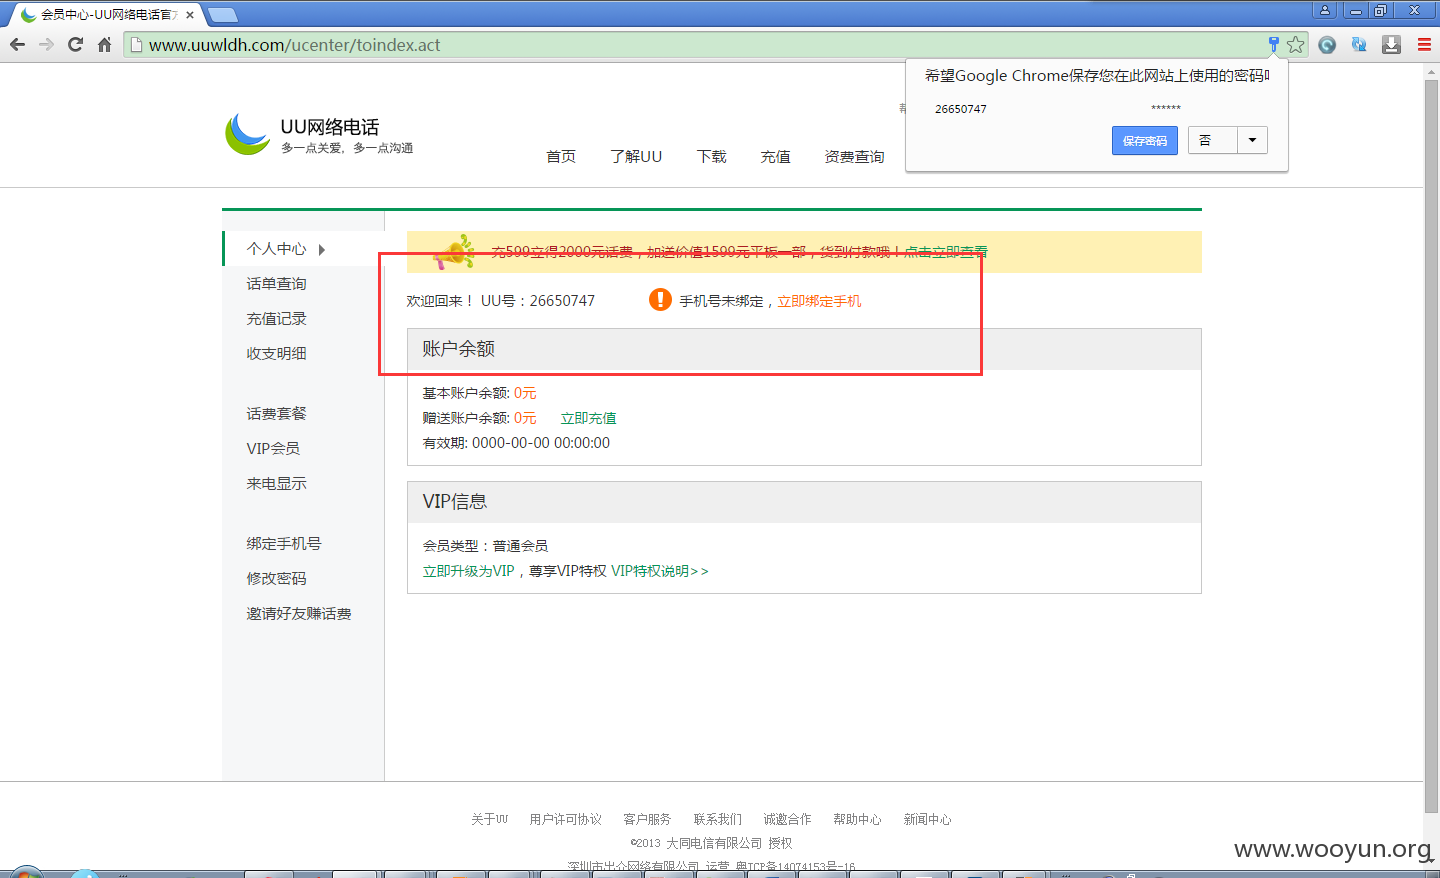 会员中心-UU网络电话官方
www.uuwldh.com/ucenter/toindex.act
希望Google Chrome保存您在此网站上使用的密码吗
26650747 ******
保存密码 否
UU网络电话
多一点关爱，多一点沟通
首页 了解UU 下载 充值 资费查询
个人中心
话单查询
充值记录
收支明细
话费套餐
VIP会员
来电显示
绑定手机号
修改密码
邀请好友赚话费
充599立得2000元话费，加送价值1599元平板一部，货到付款哦！点击立即查看
欢迎回来！ UU号：26650747 手机号未绑定，立即绑定手机
账户余额
基本账户余额: 0元
赠送账户余额: 0元 立即充值
有效期: 0000-00-00 00:00:00
VIP信息
会员类型：普通会员
立即升级为VIP，尊享VIP特权 VIP特权说明>>
关于UU 用户许可协议 客户服务 联系我们 诚邀合作 帮助中心 新闻中心
©2013 大同电信有限公司 授权
深圳市出众网络有限公司 运营 粤ICP备14074153号-16
www.wooyun.org